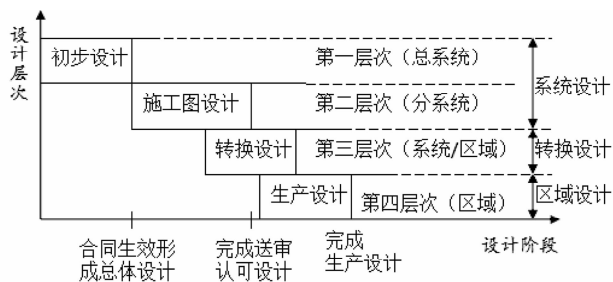 设计层次
初步设计
第一层次（总系统）
施工图设计
第二层次（分系统）
系统设计
转换设计
第三层次（系统/区域）
转换设计
生产设计
第四层次（区域）
区域设计
合同生效形
成总体设计
完成送审
认可设计
完成
生产设计
设计阶段